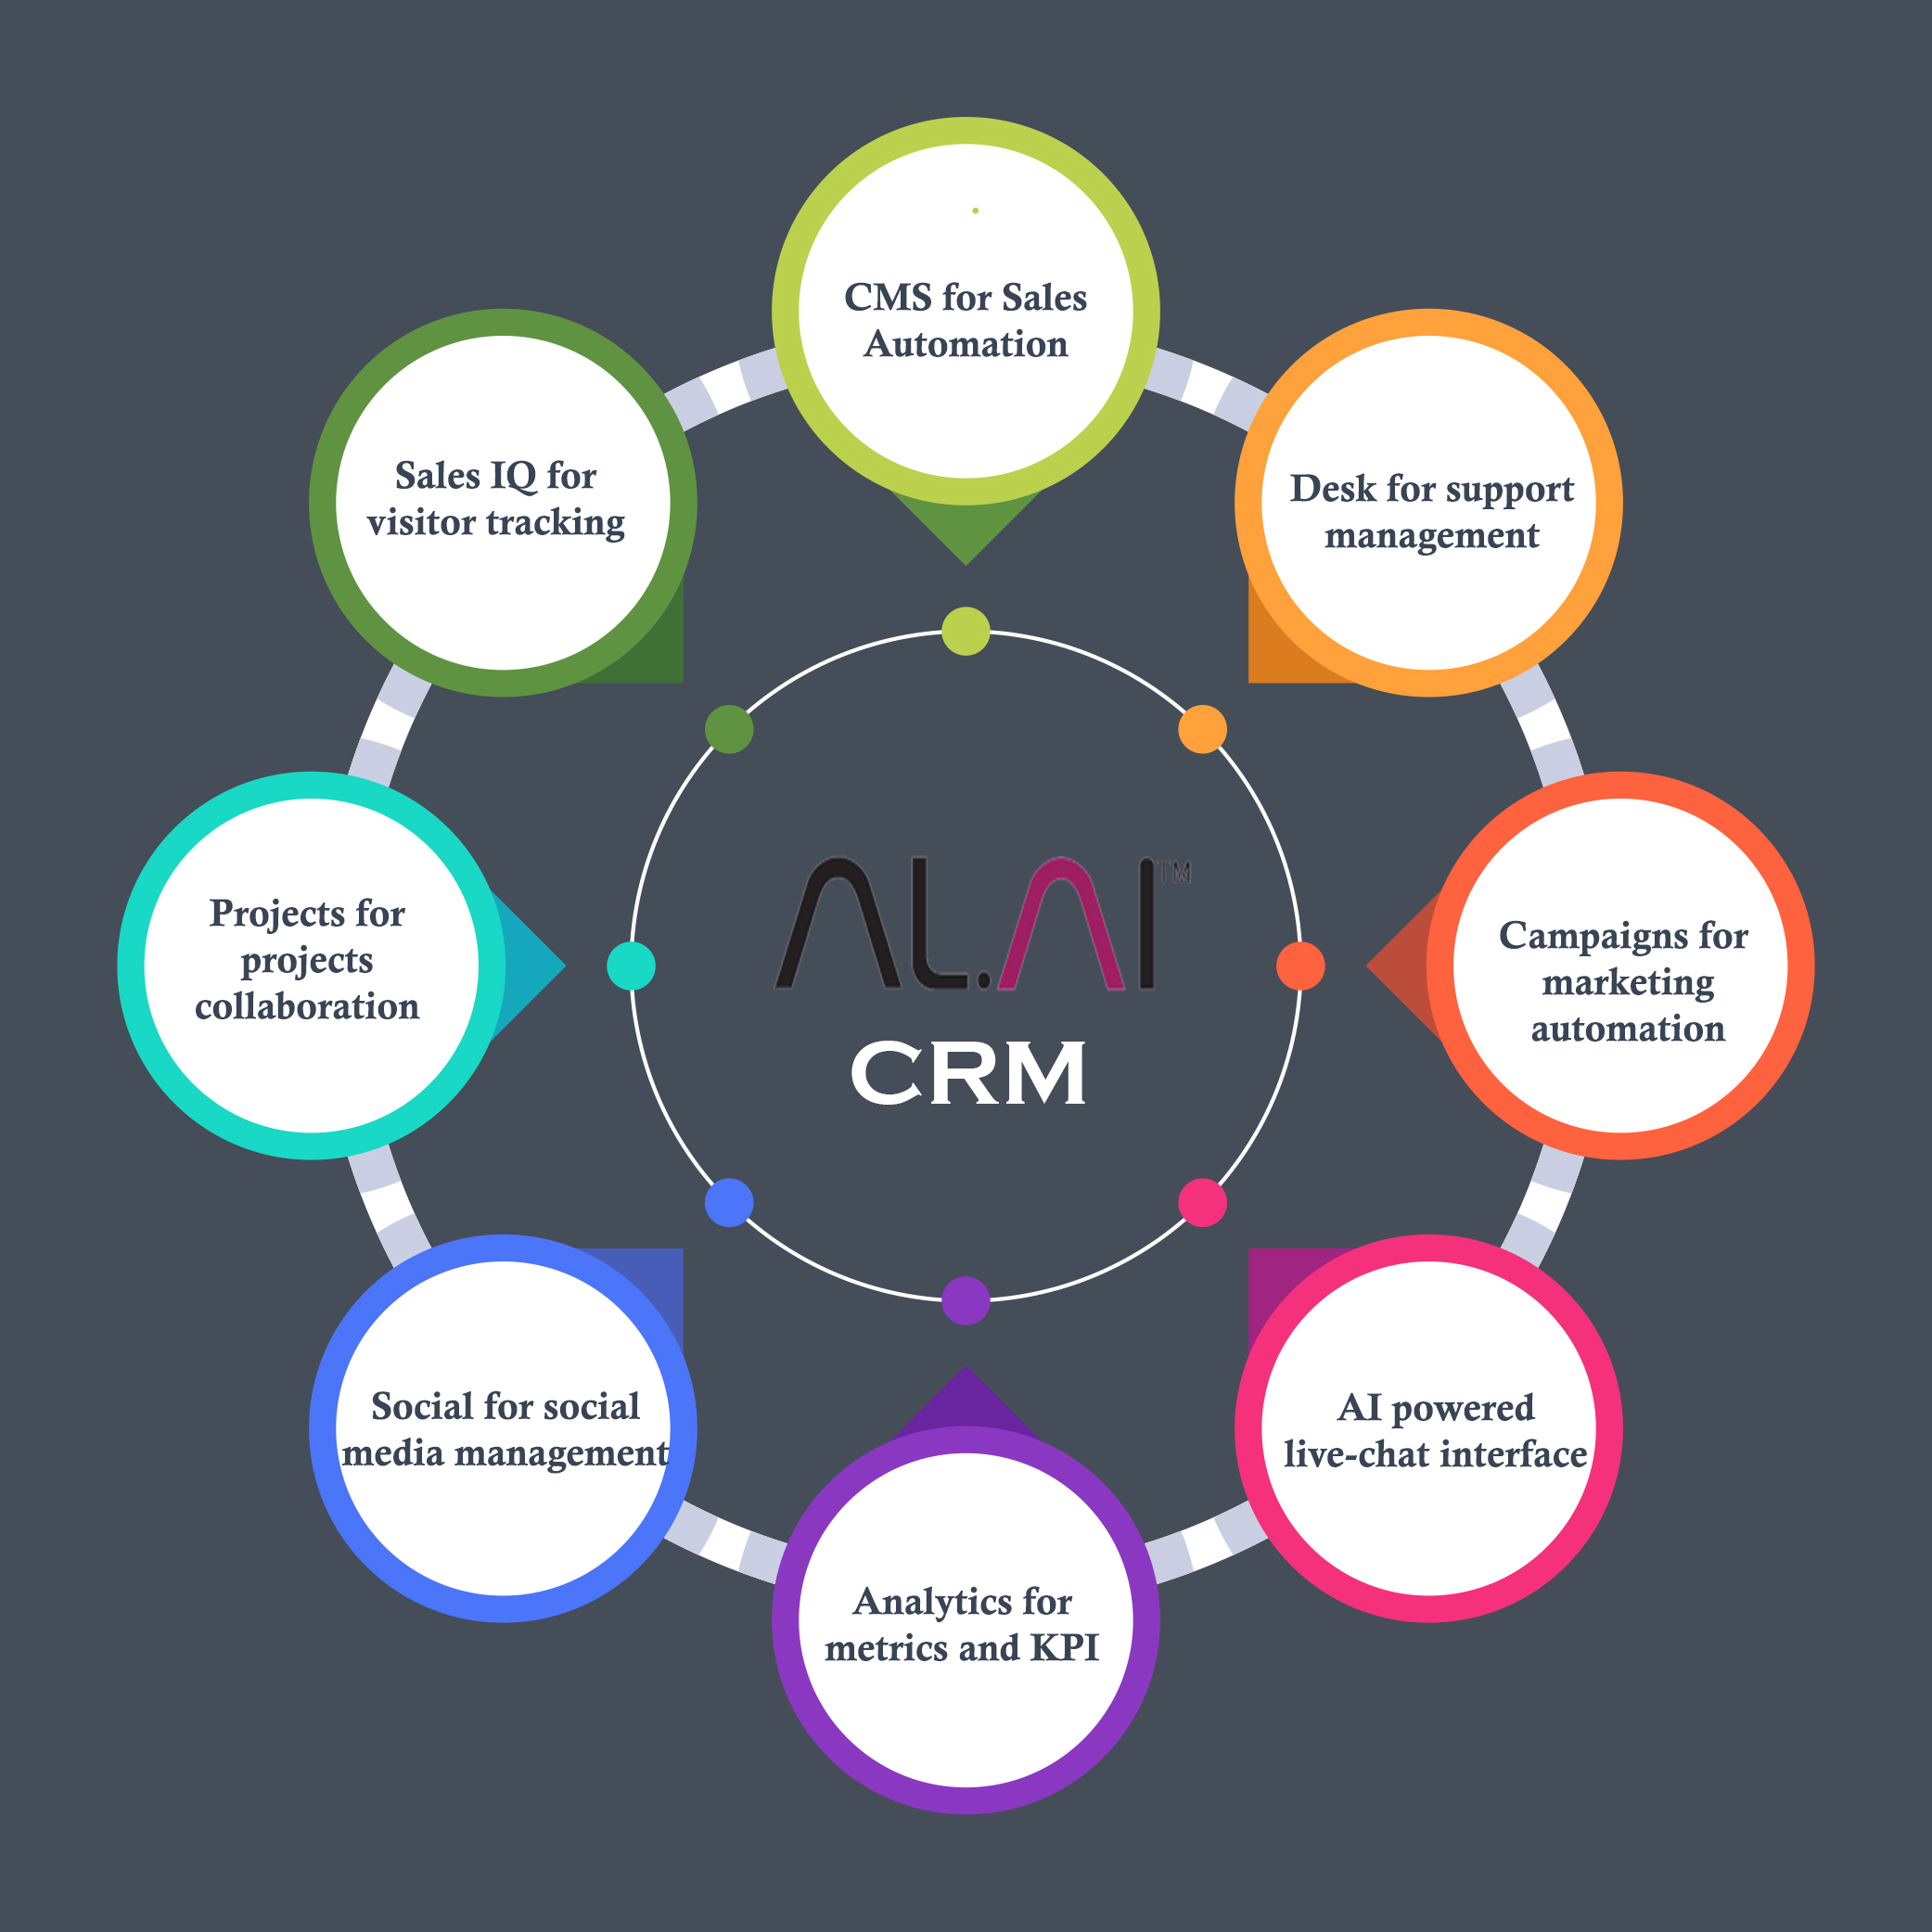 CMS for Sales
Automation
Desk for support
management
Campaigns for
marketing
automation
AI powered
live-chat interface
Analytics for
metrics and KPI
Social for social
media management
Projects for
projects
collaboration
Sales IQ for
visitor tracking
AL.AI™
CRM